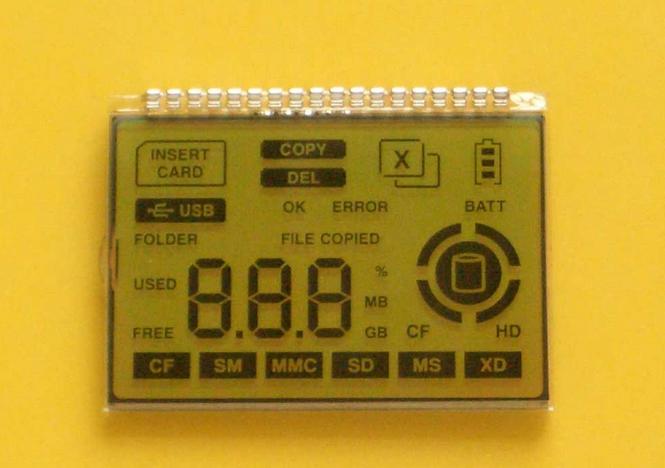 INSERT
CARD
COPY
DEL
X
USB
OK ERROR BATT
FOLDER FILE COPIED
USED 8.8.8 %
MB
FREE GB CF HD
CF SM MMC SD MS XD